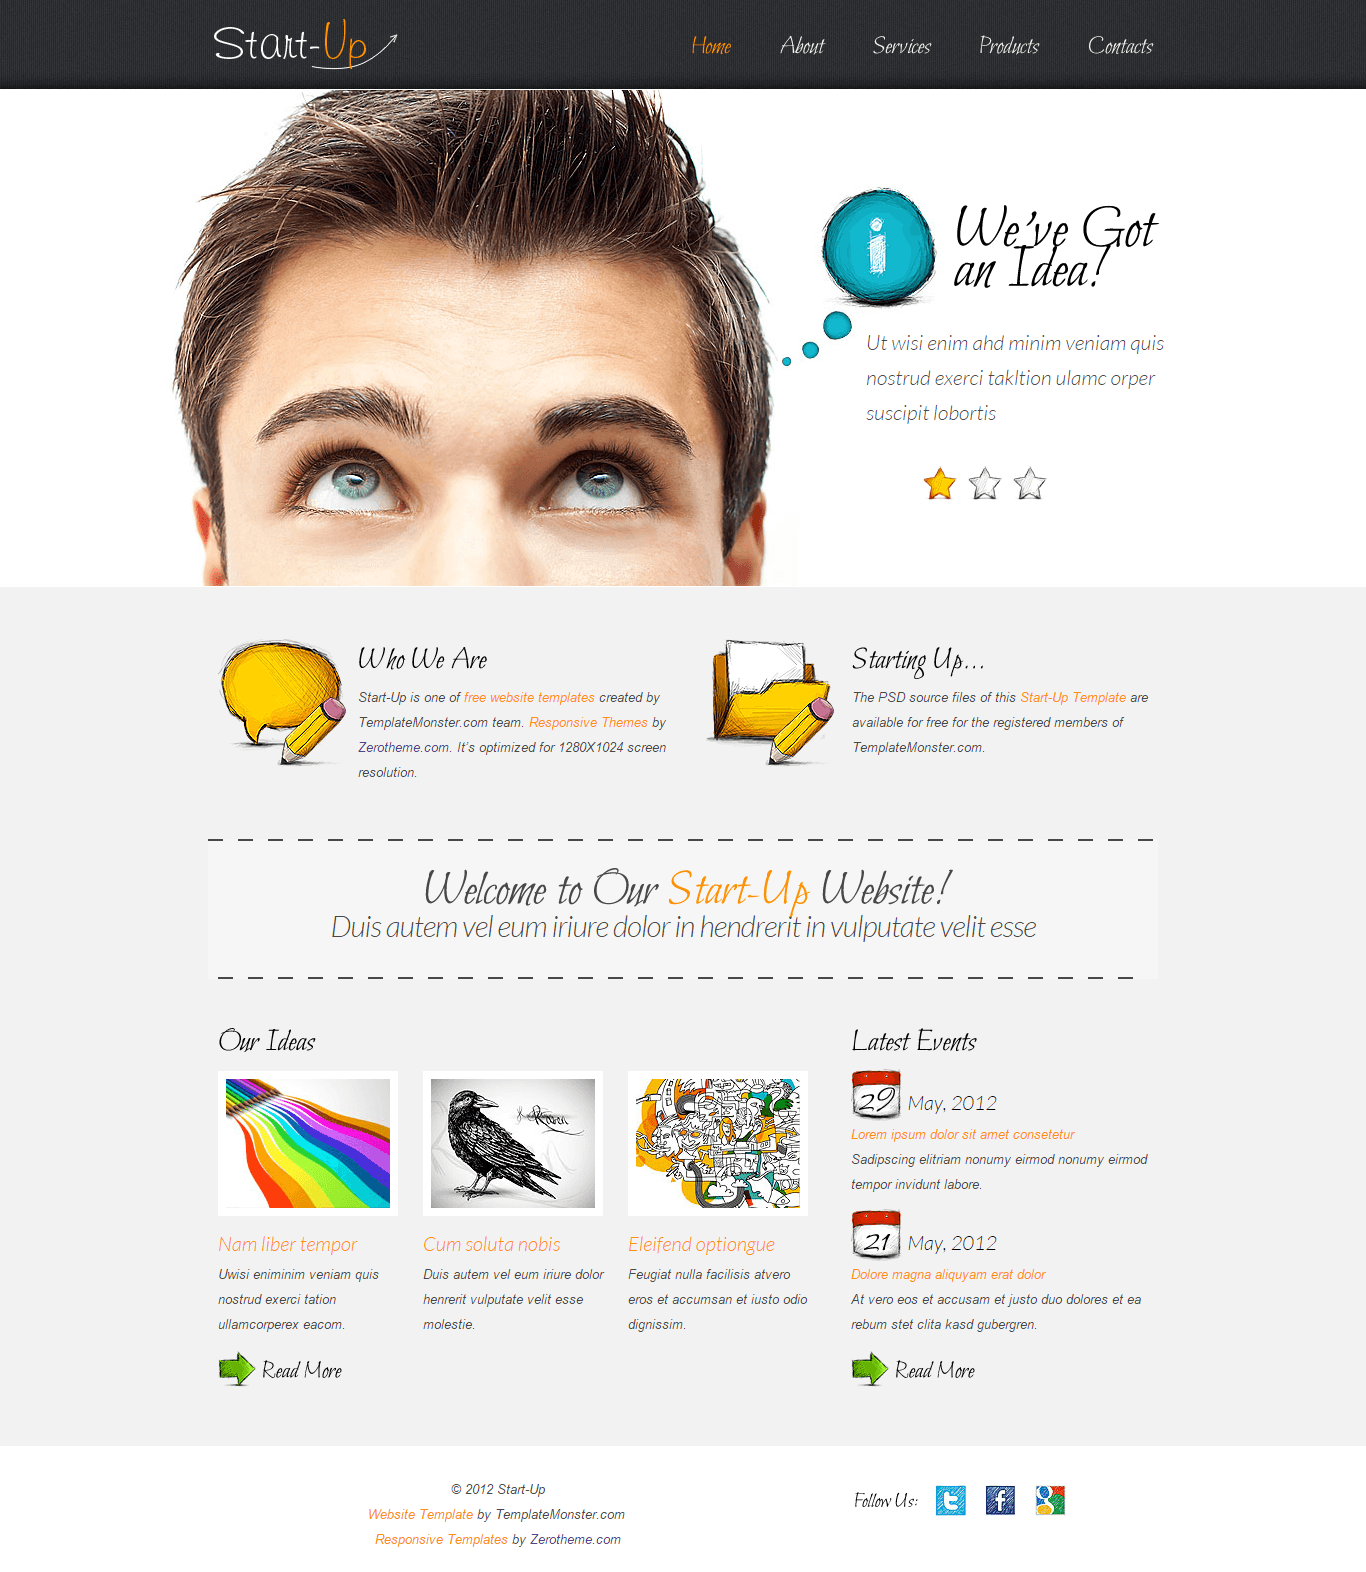 Start-Up
Home About Services Products Contacts
i
We've Got
an Idea!
Ut wisi enim ahd minim veniam quis
nostrud exerci takltion ulamc orper
suscipit lobortis
Who We Are
Start-Up is one of free website templates created by
TemplateMonster.com team. Responsive Themes by
Zerotheme.com. It's optimized for 1280X1024 screen
resolution.
Starting Up...
The PSD source files of this Start-Up Template are
available for free for the registered members of
TemplateMonster.com.
Welcome to Our Start-Up Website!
Duis autem vel eum iriure dolor in hendrerit in vulputate velit esse
Our Ideas
Raven
Nam liber tempor
Uwisi eniminim veniam quis
nostrud exerci tation
ullamcorperex eacom.
Cum soluta nobis
Duis autem vel eum iriure dolor
henrerit vulputate velit esse
molestie.
Eleifend optiongue
Feugiat nulla facilisis atvero
eros et accumsan et iusto odio
dignissim.
Read More
Latest Events
29 May, 2012
Lorem ipsum dolor sit amet consetetur
Sadipscing elitriam nonumy eirmod nonumy eirmod
tempor invidunt labore.
21 May, 2012
Dolore magna aliquyam erat dolor
At vero eos et accusam et justo duo dolores et ea
rebum stet clita kasd gubergren.
Read More
© 2012 Start-Up
Website Template by TemplateMonster.com
Responsive Templates by Zerotheme.com
Follow Us: t f g